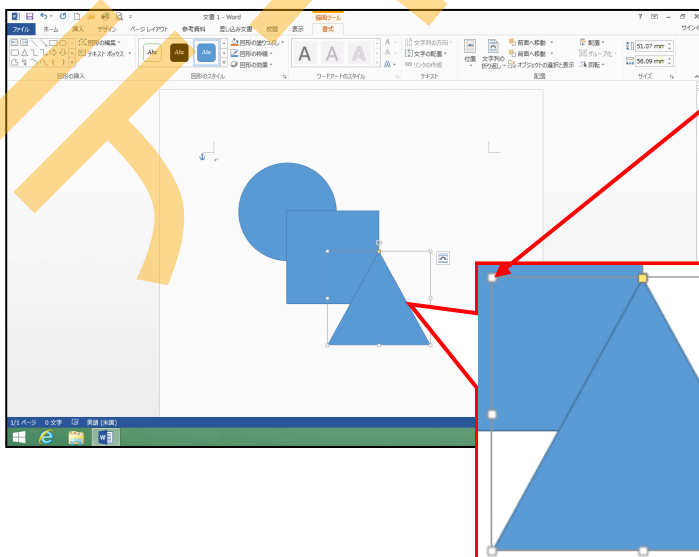 文書 1 - Word
描画ツール
サインイン
ファイル ホーム 挿入 デザイン ページ レイアウト 参考資料 差し込み文書 校閲 表示 書式
図形の編集
テキスト ボックス
図形の挿入
Abc Abc Abc
図形の塗りつぶし
図形の枠線
図形の効果
図形のスタイル
A A A
ワードアートのスタイル
文字列の方向
文字の配置
リンクの作成
テキスト
位置
文字列の
折り返し
前面へ移動
背面へ移動
オブジェクトの選択と表示
配置
グループ化
回転
配置
51.07 mm
56.09 mm
サイズ
1/1 ページ 0 文字 英語 (米国)